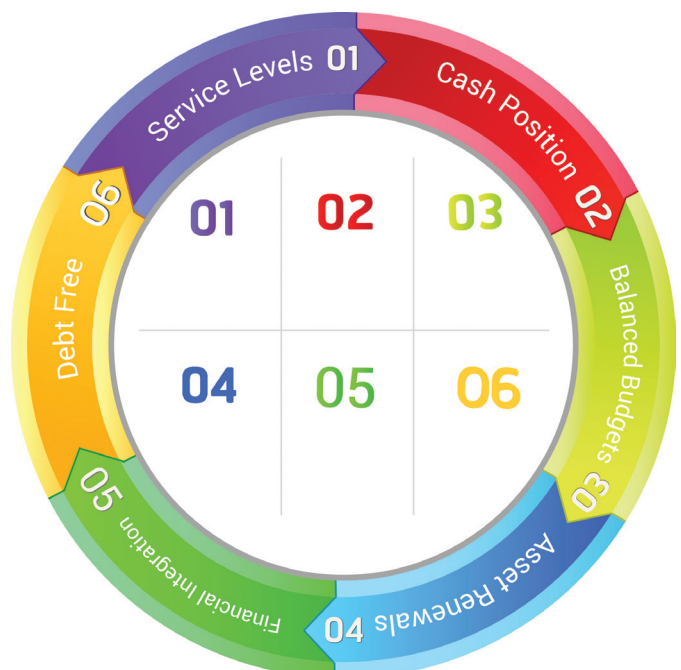 Service Levels 01
Cash Position 02
Balanced Budgets 03
Asset Renewals 04
Financial Integration 05
Debt Free 06
01 02 03
04 05 06